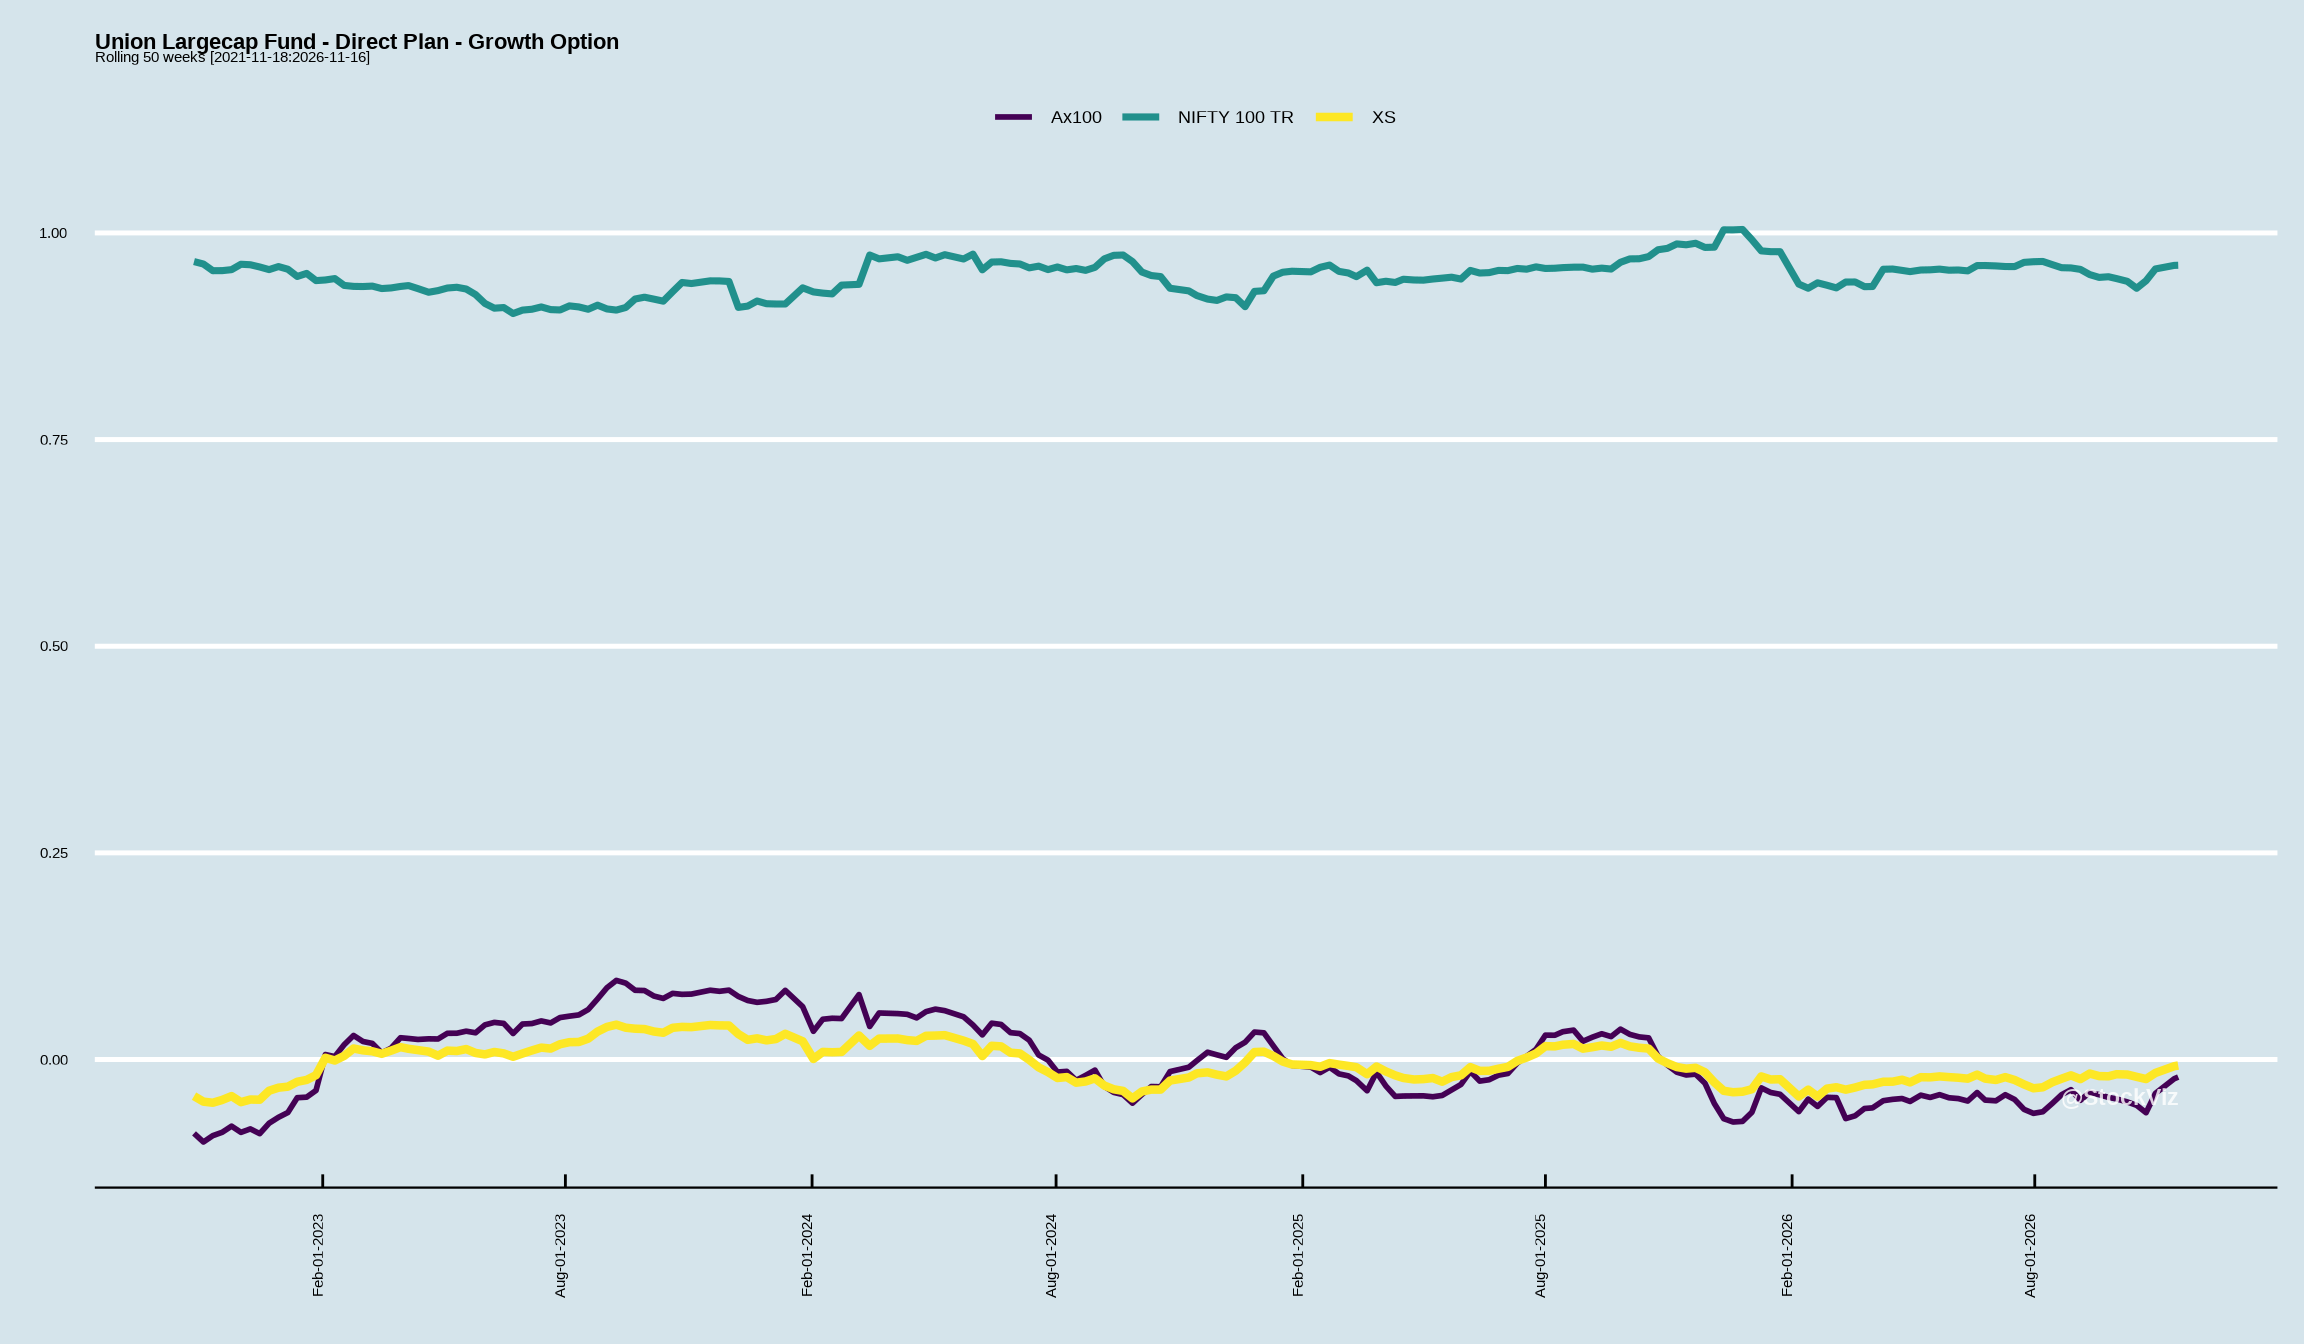 Union Largecap Fund - Direct Plan - Growth Option
Rolling 50 weeks [2021-11-18:2026-11-16]
Ax100 NIFTY 100 TR XS
1.00
0.75
0.50
0.25
0.00
@StockViz
Feb-01-2023 Aug-01-2023 Feb-01-2024 Aug-01-2024 Feb-01-2025 Aug-01-2025 Feb-01-2026 Aug-01-2026